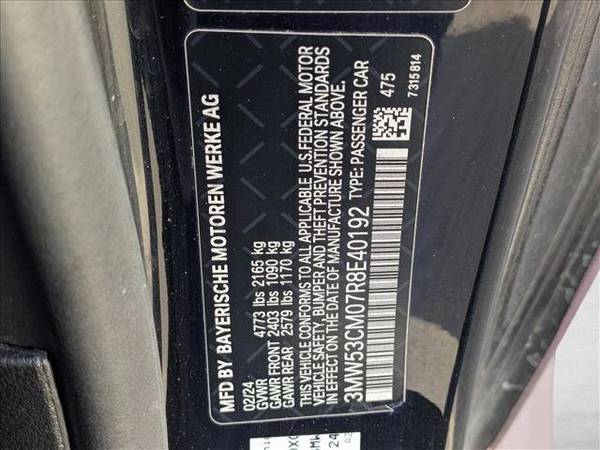 MFD BY BAYERISCHE MOTOREN WERKE AG
02/24
GVWR 4773 lbs 2165 kg
GAWR FRONT 2403 lbs 1090 kg
GAWR REAR 2579 lbs 1170 kg
THIS VEHICLE CONFORMS TO ALL APPLICABLE U.S.FEDERAL MOTOR
VEHICLE SAFETY, BUMPER AND THEFT PREVENTION STANDARDS
IN EFFECT ON THE DATE OF MANUFACTURE SHOWN ABOVE.
3MW53CM07R8E40192 TYPE: PASSENGER CAR
475
7315814